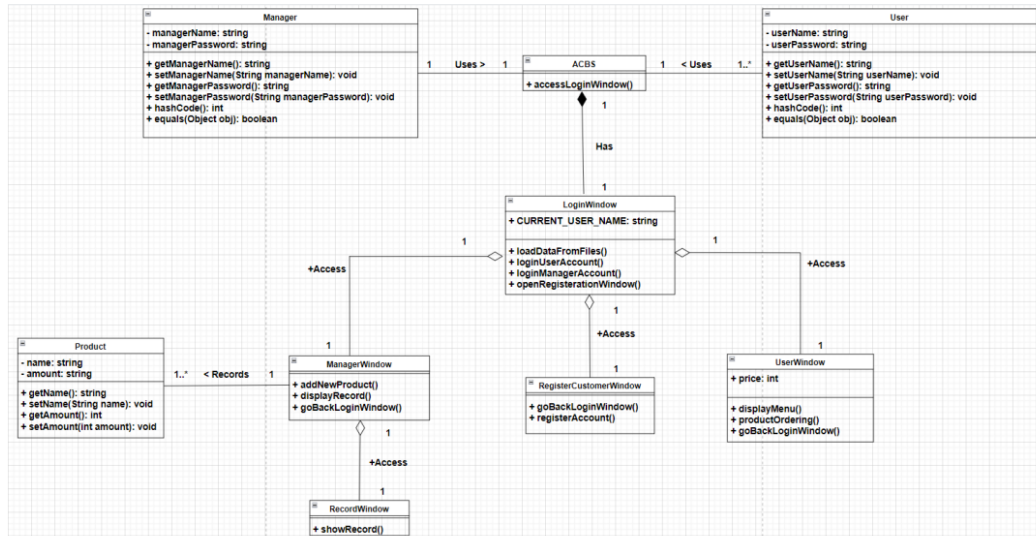 Manager
- managerName: string
- managerPassword: string
+ getManagerName(): string
+ setManagerName(String managerName): void
+ getManagerPassword(): string
+ setManagerPassword(String managerPassword): void
+ hashCode(): int
+ equals(Object obj): boolean
1 Uses > 1
ACBS
+ accessLoginWindow()
1 < Uses 1..*
User
- userName: string
- userPassword: string
+ getUserName(): string
+ setUserName(String userName): void
+ getUserPassword(): string
+ setUserPassword(String userPassword): void
+ hashCode(): int
+ equals(Object obj): boolean
1
Has
1
LoginWindow
+ CURRENT_USER_NAME: string
+ loadDataFromFiles()
+ loginUserAccount()
+ loginManagerAccount()
+ openRegisterationWindow()
1
+Access
1
1
+Access
1
1
+Access
1
Product
- name: string
- amount: string
+ getName(): string
+ setName(String name): void
+ getAmount(): int
+ setAmount(int amount): void
1..* < Records 1
ManagerWindow
+ addNewProduct()
+ displayRecord()
+ goBackLoginWindow()
RegisterCustomerWindow
+ goBackLoginWindow()
+ registerAccount()
UserWindow
+ price: int
+ displayMenu()
+ productOrdering()
+ goBackLoginWindow()
1
+Access
1
RecordWindow
+ showRecord()